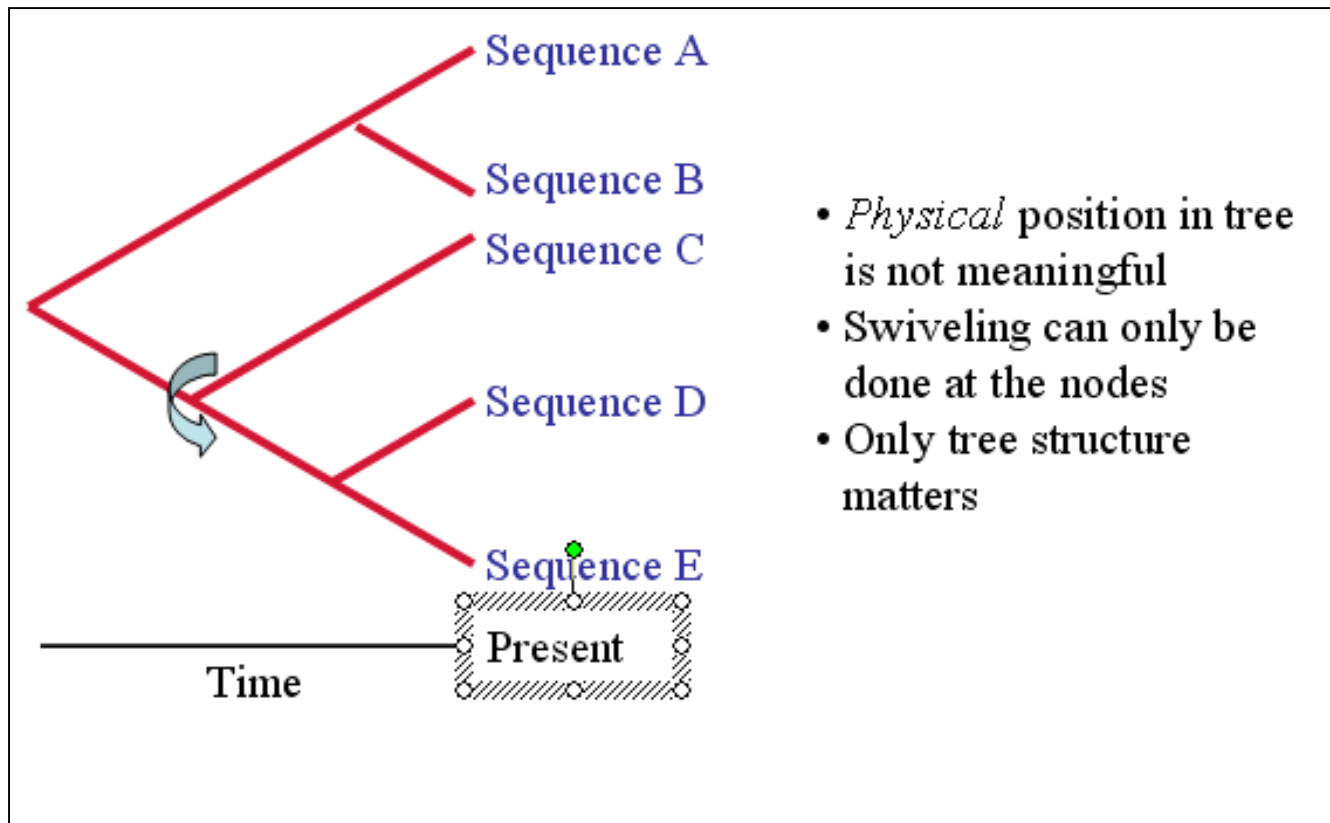 Sequence A
Sequence B
Sequence C
Sequence D
Sequence E
Present
Time
• Physical position in tree
is not meaningful
• Swiveling can only be
done at the nodes
• Only tree structure
matters